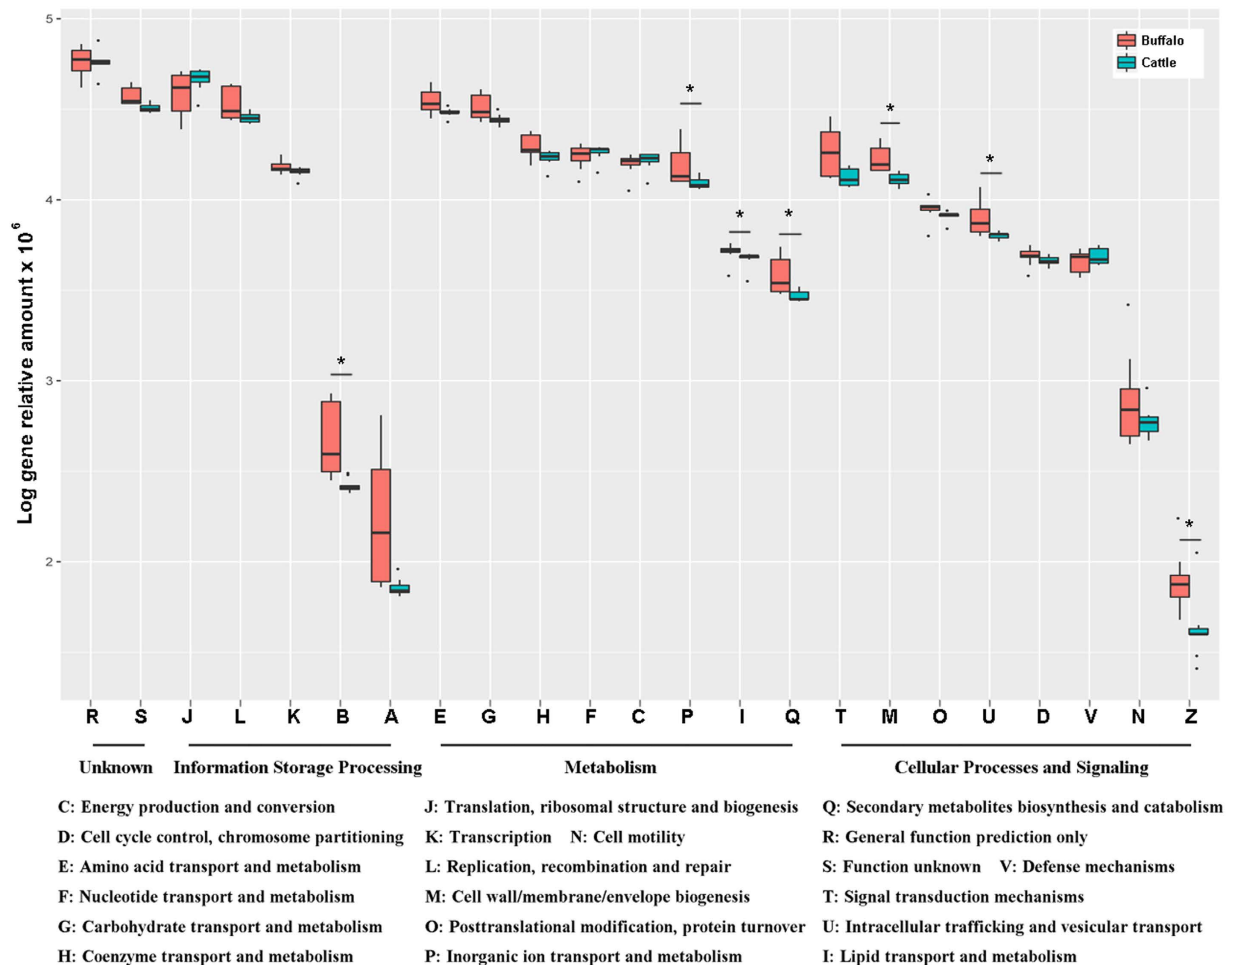 5
Buffalo
Cattle
*
*
4
*
*
*
Log gene relative amount x 10^6
3
*
2
*
R S J L K B A E G H F C P I Q T M O U D V N Z
Unknown Information Storage Processing Metabolism Cellular Processes and Signaling
C: Energy production and conversion
D: Cell cycle control, chromosome partitioning
E: Amino acid transport and metabolism
F: Nucleotide transport and metabolism
G: Carbohydrate transport and metabolism
H: Coenzyme transport and metabolism
J: Translation, ribosomal structure and biogenesis
K: Transcription N: Cell motility
L: Replication, recombination and repair
M: Cell wall/membrane/envelope biogenesis
O: Posttranslational modification, protein turnover
P: Inorganic ion transport and metabolism
Q: Secondary metabolites biosynthesis and catabolism
R: General function prediction only
S: Function unknown V: Defense mechanisms
T: Signal transduction mechanisms
U: Intracellular trafficking and vesicular transport
I: Lipid transport and metabolism